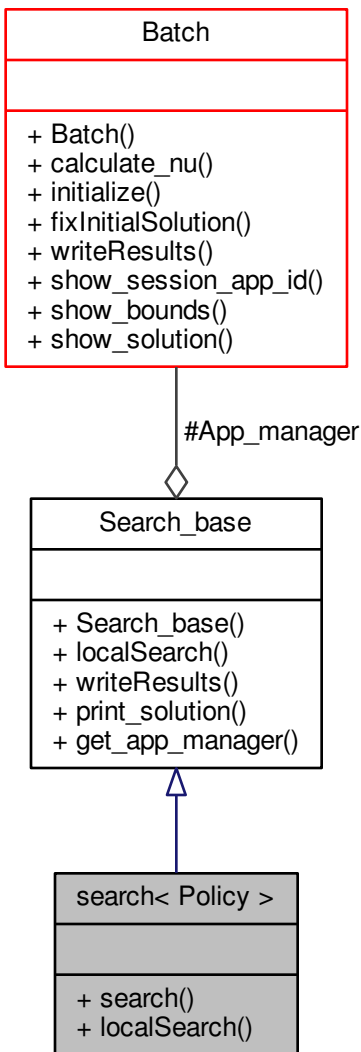 Batch
+ Batch()
+ calculate_nu()
+ initialize()
+ fixInitialSolution()
+ writeResults()
+ show_session_app_id()
+ show_bounds()
+ show_solution()
#App_manager
Search_base
+ Search_base()
+ localSearch()
+ writeResults()
+ print_solution()
+ get_app_manager()
search< Policy >
+ search()
+ localSearch()